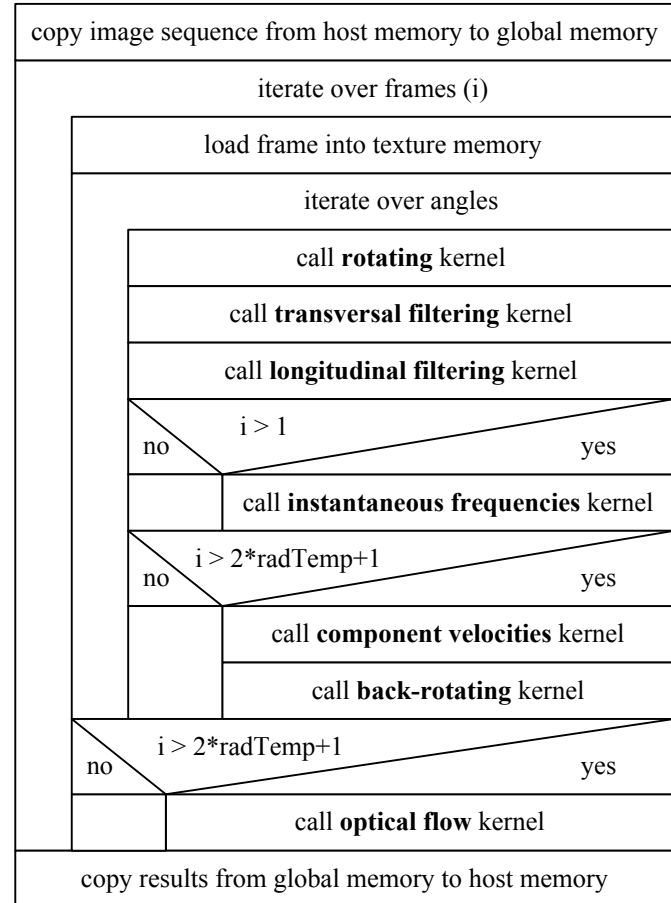 copy image sequence from host memory to global memory
iterate over frames (i)
load frame into texture memory
iterate over angles
call rotating kernel
call transversal filtering kernel
call longitudinal filtering kernel
i > 1
no
yes
call instantaneous frequencies kernel
i > 2*radTemp+1
no
yes
call component velocities kernel
call back-rotating kernel
i > 2*radTemp+1
no
yes
call optical flow kernel
copy results from global memory to host memory